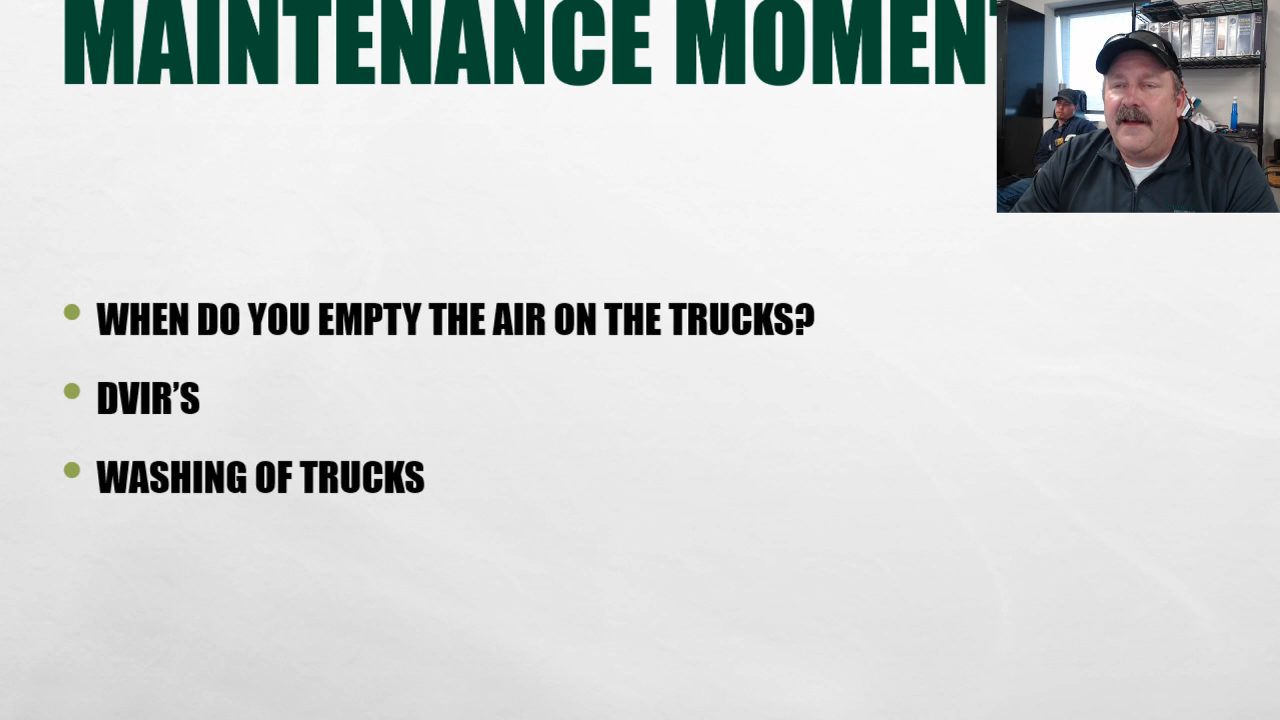 MAINTENANCE MOMENT
WHEN DO YOU EMPTY THE AIR ON THE TRUCKS?
DVIR’S
WASHING OF TRUCKS